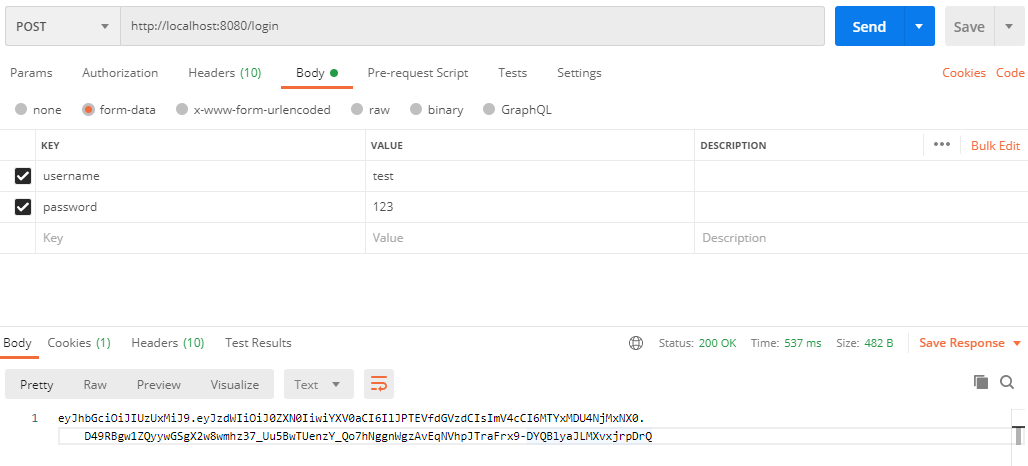 POST http://localhost:8080/login Send Save
Params Authorization Headers (10) Body Pre-request Script Tests Settings Cookies Code
none form-data x-www-form-urlencoded raw binary GraphQL
KEY VALUE DESCRIPTION ••• Bulk Edit
username test
password 123
Key Value Description
Body Cookies (1) Headers (10) Test Results Status: 200 OK Time: 537 ms Size: 482 B Save Response
Pretty Raw Preview Visualize Text
1 eyJhbGciOiJIUzUxMiJ9.eyJzdWIiOiJ0ZXN0IiwiYXV0aCI6IlJPTEVfdGVzdCIsImV4cCI6MTYxMDU4NjMxNX0.
D49RBgw1ZQyywGSgX2w8wmhz37_Uu5BwTUenzY_Qo7hNggnWgzAvEqNVhpJTraFrx9-DYQBlyaJLMXvxjrpDrQ